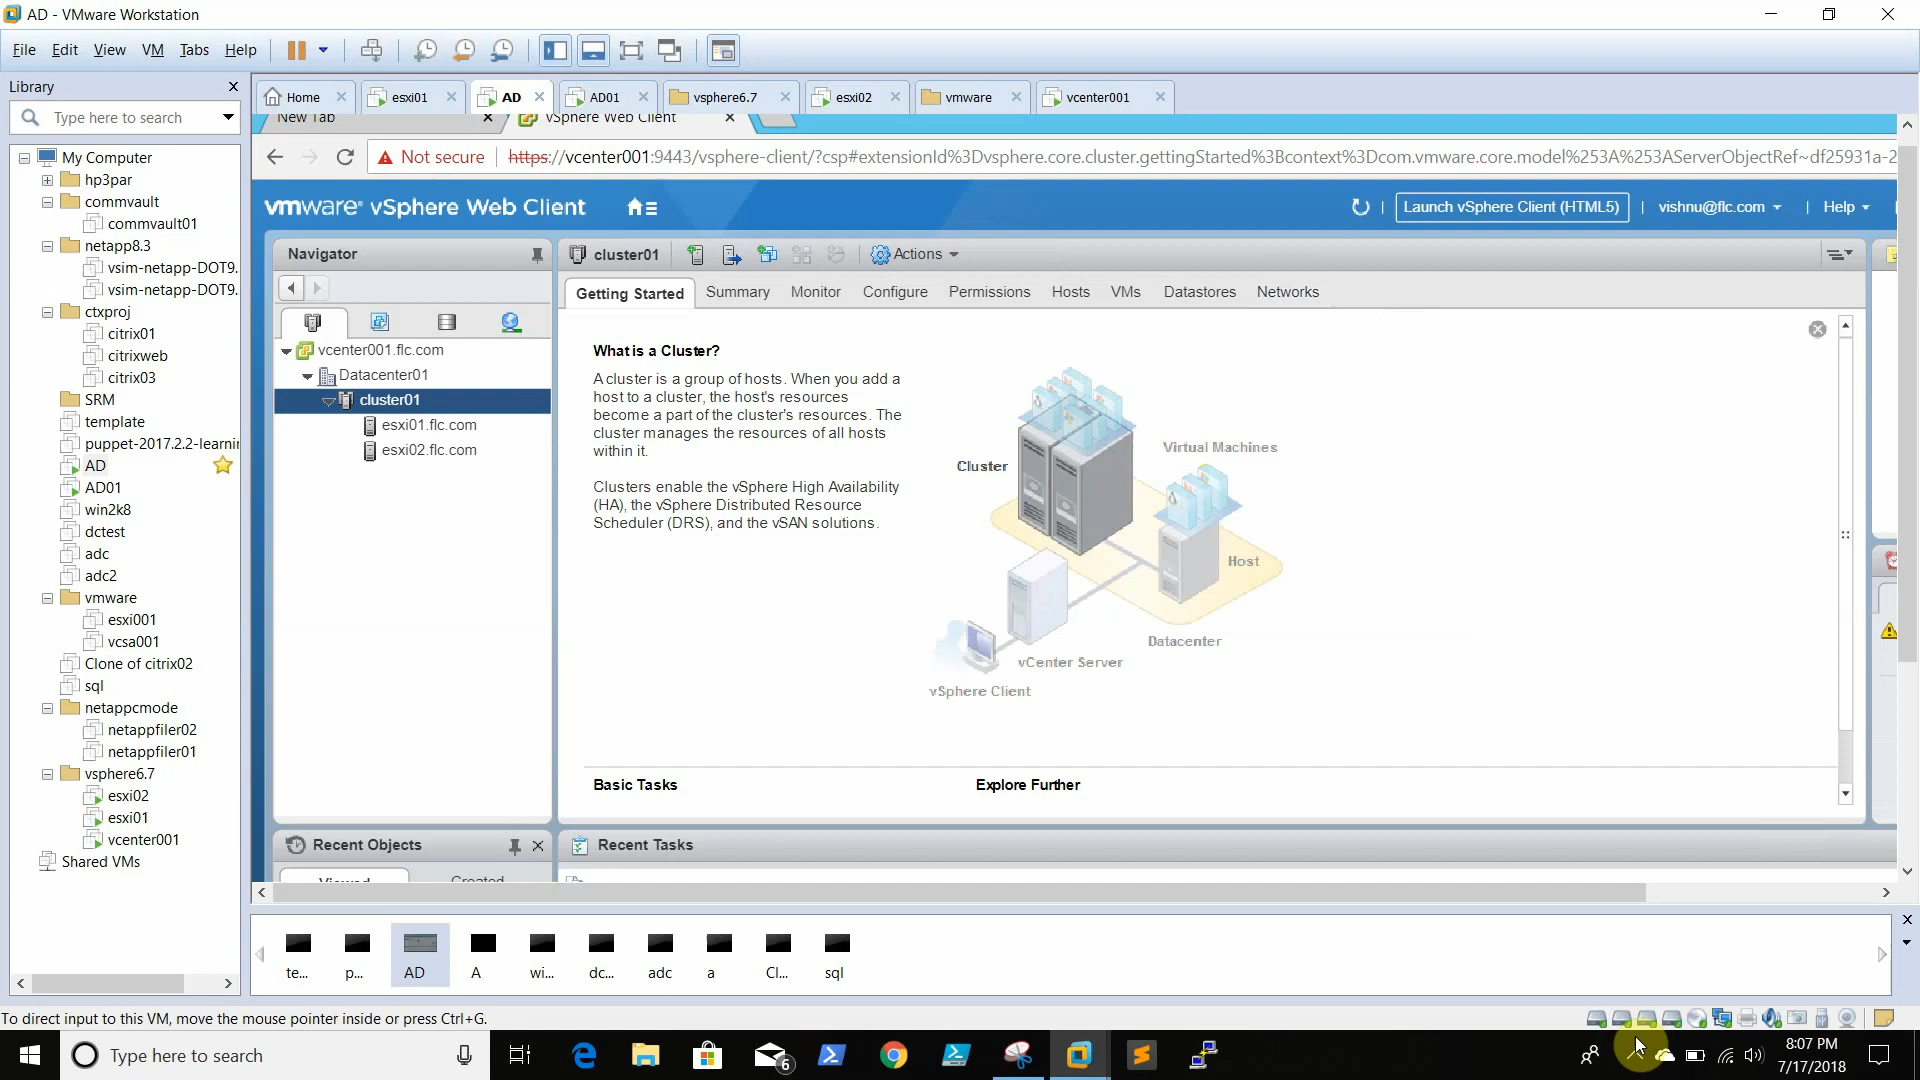 AD - VMware Workstation
File Edit View VM Tabs Help
Library
Type here to search
My Computer
hp3par
commvault
commvault01
netapp8.3
vsim-netapp-DOT9.
vsim-netapp-DOT9.
ctxproj
citrix01
citrixweb
citrix03
SRM
template
puppet-2017.2.2-learnin
AD
AD01
win2k8
dctest
adc
adc2
vmware
esxi001
vcsa001
Clone of citrix02
sql
netappcmode
netappfiler02
netappfiler01
vsphere6.7
esxi02
esxi01
vcenter001
Shared VMs
Home esxi01 AD AD01 vsphere6.7 esxi02 vmware vcenter001
New Tab vSphere Web Client
Not secure https://vcenter001:9443/vsphere-client/?csp#extensionId%3Dvsphere.core.cluster.gettingStarted%3Bcontext%3Dcom.vmware.core.model%253A%253AServerObjectRef~df25931a-2
vmware® vSphere Web Client
Launch vSphere Client (HTML5) vishnu@flc.com Help
Navigator
vcenter001.flc.com
Datacenter01
cluster01
esxi01.flc.com
esxi02.flc.com
cluster01 Actions
Getting Started Summary Monitor Configure Permissions Hosts VMs Datastores Networks
What is a Cluster?
A cluster is a group of hosts. When you add a
host to a cluster, the host's resources
become a part of the cluster's resources. The
cluster manages the resources of all hosts
within it.
Clusters enable the vSphere High Availability
(HA), the vSphere Distributed Resource
Scheduler (DRS), and the vSAN solutions.
Cluster
Virtual Machines
Host
Datacenter
vCenter Server
vSphere Client
Basic Tasks Explore Further
Recent Objects
Viewed Created
Recent Tasks
te... p... AD A wi... dc... adc a Cl... sql
To direct input to this VM, move the mouse pointer inside or press Ctrl+G.
Type here to search
6
8:07 PM
7/17/2018